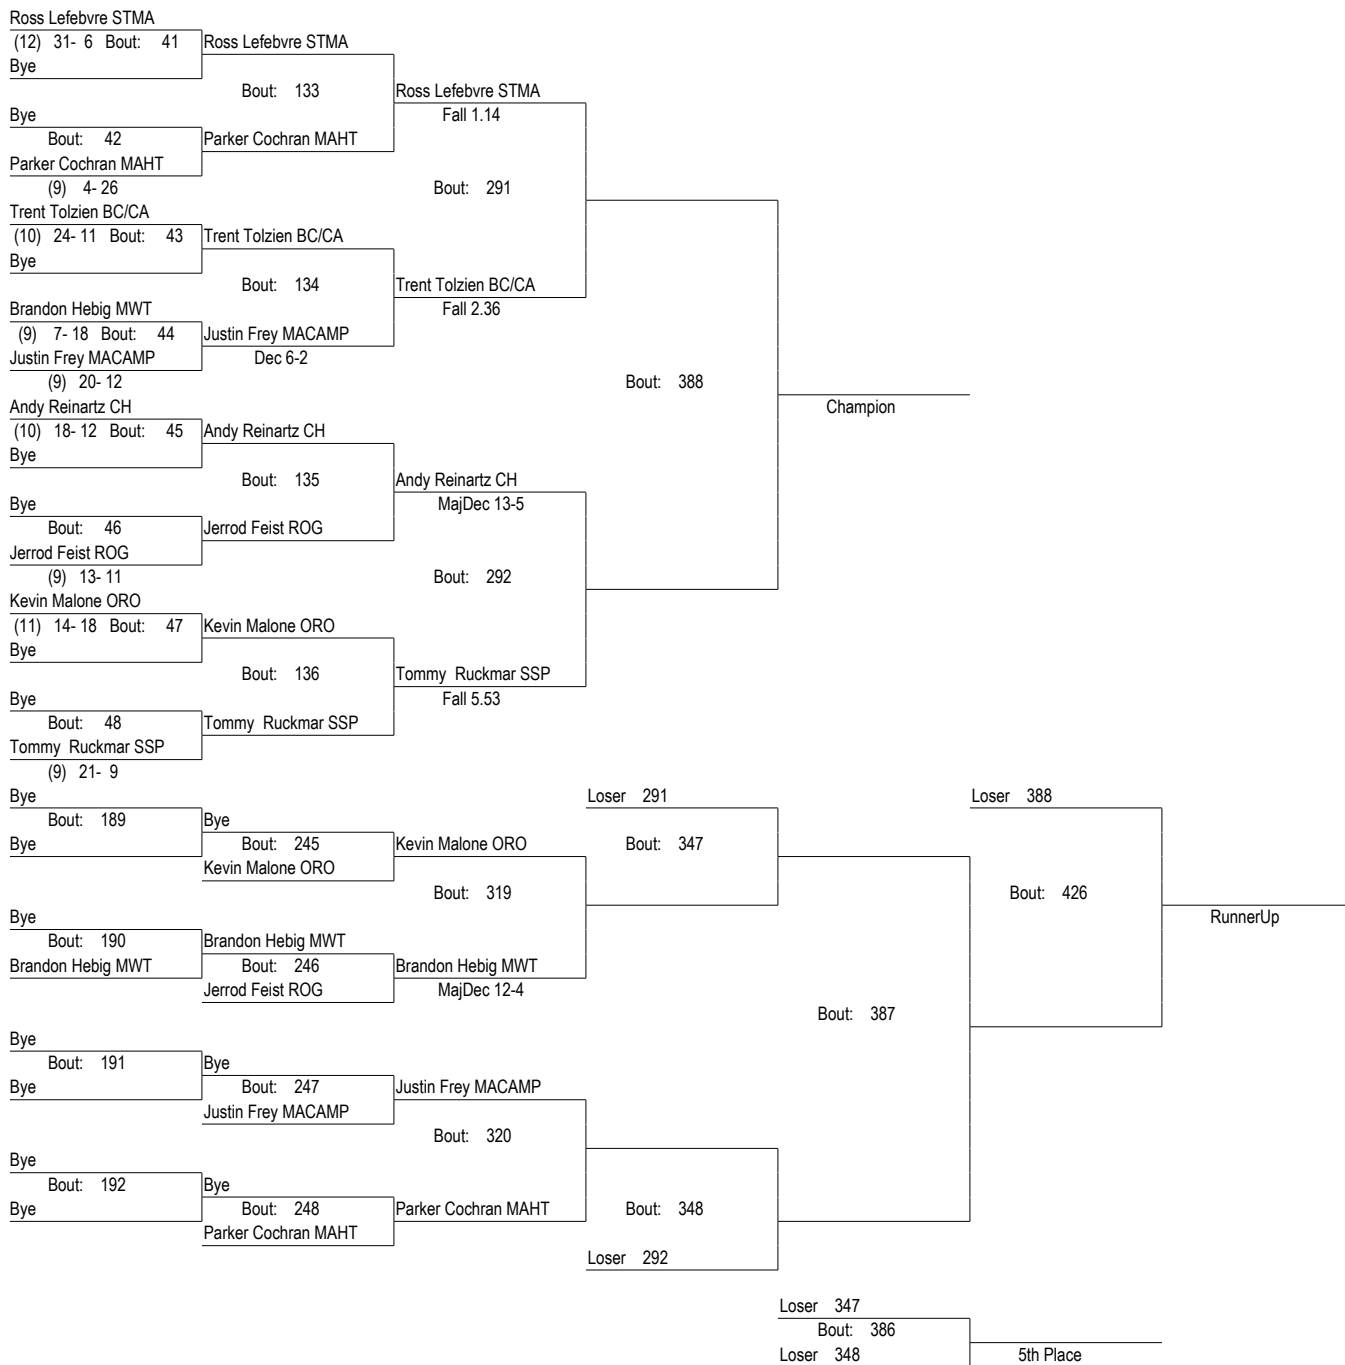 Ross Lefebvre STMA
(12) 31- 6 Bout: 41 Ross Lefebvre STMA
Bye
Bout: 133 Ross Lefebvre STMA
Bye Fall 1.14
Bout: 42 Parker Cochran MAHT
Parker Cochran MAHT
(9) 4- 26 Bout: 291
Trent Tolzien BC/CA
(10) 24- 11 Bout: 43 Trent Tolzien BC/CA
Bye
Bout: 134 Trent Tolzien BC/CA
Brandon Hebig MWT Fall 2.36
(9) 7- 18 Bout: 44 Justin Frey MACAMP
Justin Frey MACAMP Dec 6-2
(9) 20- 12 Bout: 388
Andy Reinartz CH Champion
(10) 18- 12 Bout: 45 Andy Reinartz CH
Bye
Bout: 135 Andy Reinartz CH
Bye MajDec 13-5
Bout: 46 Jerrod Feist ROG
Jerrod Feist ROG
(9) 13- 11 Bout: 292
Kevin Malone ORO
(11) 14- 18 Bout: 47 Kevin Malone ORO
Bye
Bout: 136 Tommy Ruckmar SSP
Bye Fall 5.53
Bout: 48 Tommy Ruckmar SSP
Tommy Ruckmar SSP
(9) 21- 9
Bye Loser 291 Loser 388
Bout: 189 Bye
Bye Bout: 245 Kevin Malone ORO Bout: 347
Kevin Malone ORO
Bout: 319 Bout: 426
Bye RunnerUp
Bout: 190 Brandon Hebig MWT
Brandon Hebig MWT Bout: 246 Brandon Hebig MWT
Jerrod Feist ROG MajDec 12-4
Bout: 387
Bye
Bout: 191 Bye
Bye Bout: 247 Justin Frey MACAMP
Justin Frey MACAMP
Bout: 320
Bye
Bout: 192 Bye
Bye Bout: 248 Parker Cochran MAHT Bout: 348
Parker Cochran MAHT
Loser 292
Loser 347
Bout: 386
Loser 348 5th Place